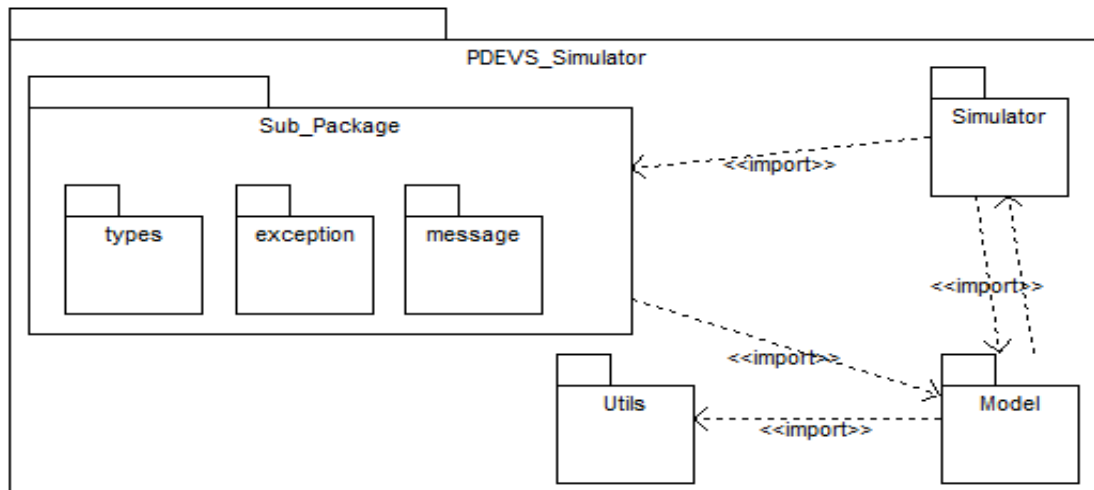 PDEVS_Simulator
Sub_Package
Simulator
<<import>>
types
exception
message
<<import>>
<<import>>
Utils
Model
<<import>>